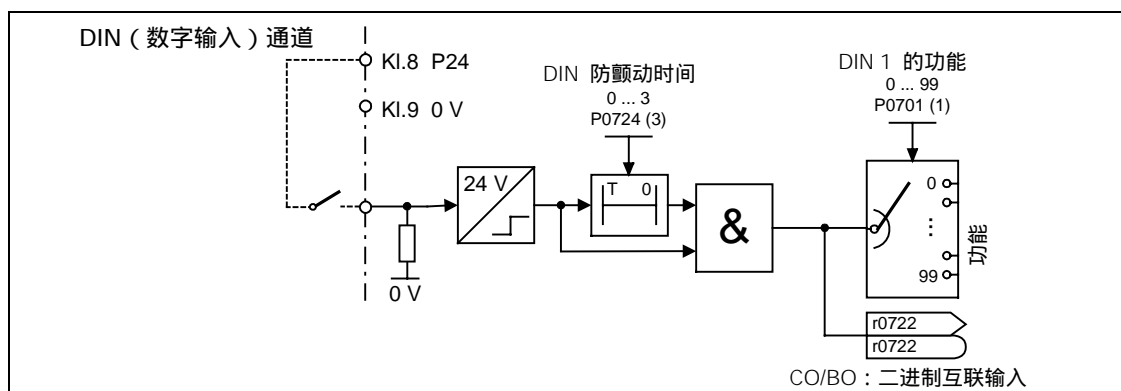 DIN（数字输入）通道
KI.8 P24
KI.9 0 V
DIN 防颤动时间
0 ... 3
P0724 (3)
DIN 1 的功能
0 ... 99
P0701 (1)
24 V
T 0
&
0
...
99
功能
0 V
r0722
r0722
CO/BO：二进制互联输入